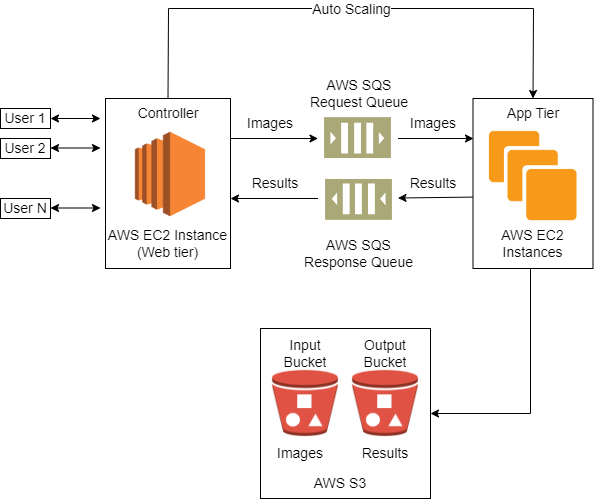 Auto Scaling
User 1
User 2
User N
Controller
AWS EC2 Instance
(Web tier)
Images
AWS SQS
Request Queue
Images
Results
Results
AWS SQS
Response Queue
App Tier
AWS EC2
Instances
Input
Bucket
Output
Bucket
Images
Results
AWS S3